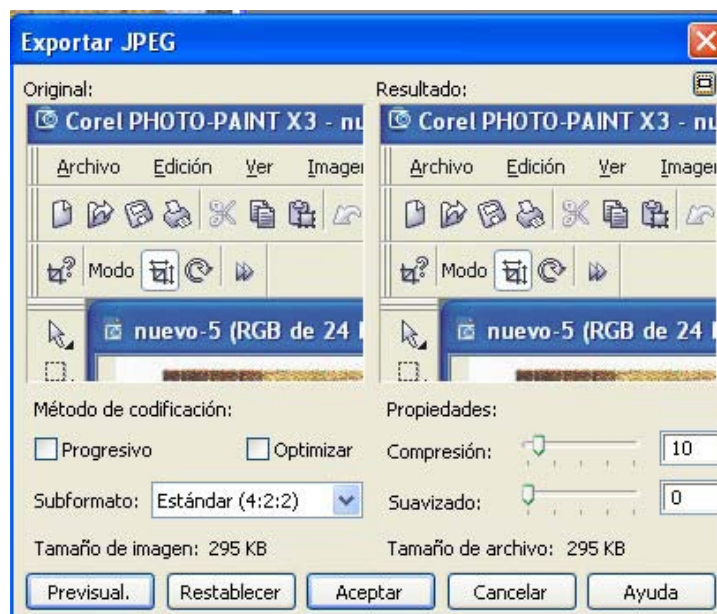 Exportar JPEG
Original:
Resultado:
Corel PHOTO-PAINT X3 - nu
Corel PHOTO-PAINT X3 - nu
Archivo Edición Ver Imagen
Archivo Edición Ver Imagen
Modo
Modo
nuevo-5 (RGB de 24
nuevo-5 (RGB de 24
Método de codificación:
Propiedades:
Progresivo
Optimizar
Compresión:
10
Subformato:
Estándar (4:2:2)
Suavizado:
0
Tamaño de imagen: 295 KB
Tamaño de archivo: 295 KB
Previsual.
Restablecer
Aceptar
Cancelar
Ayuda